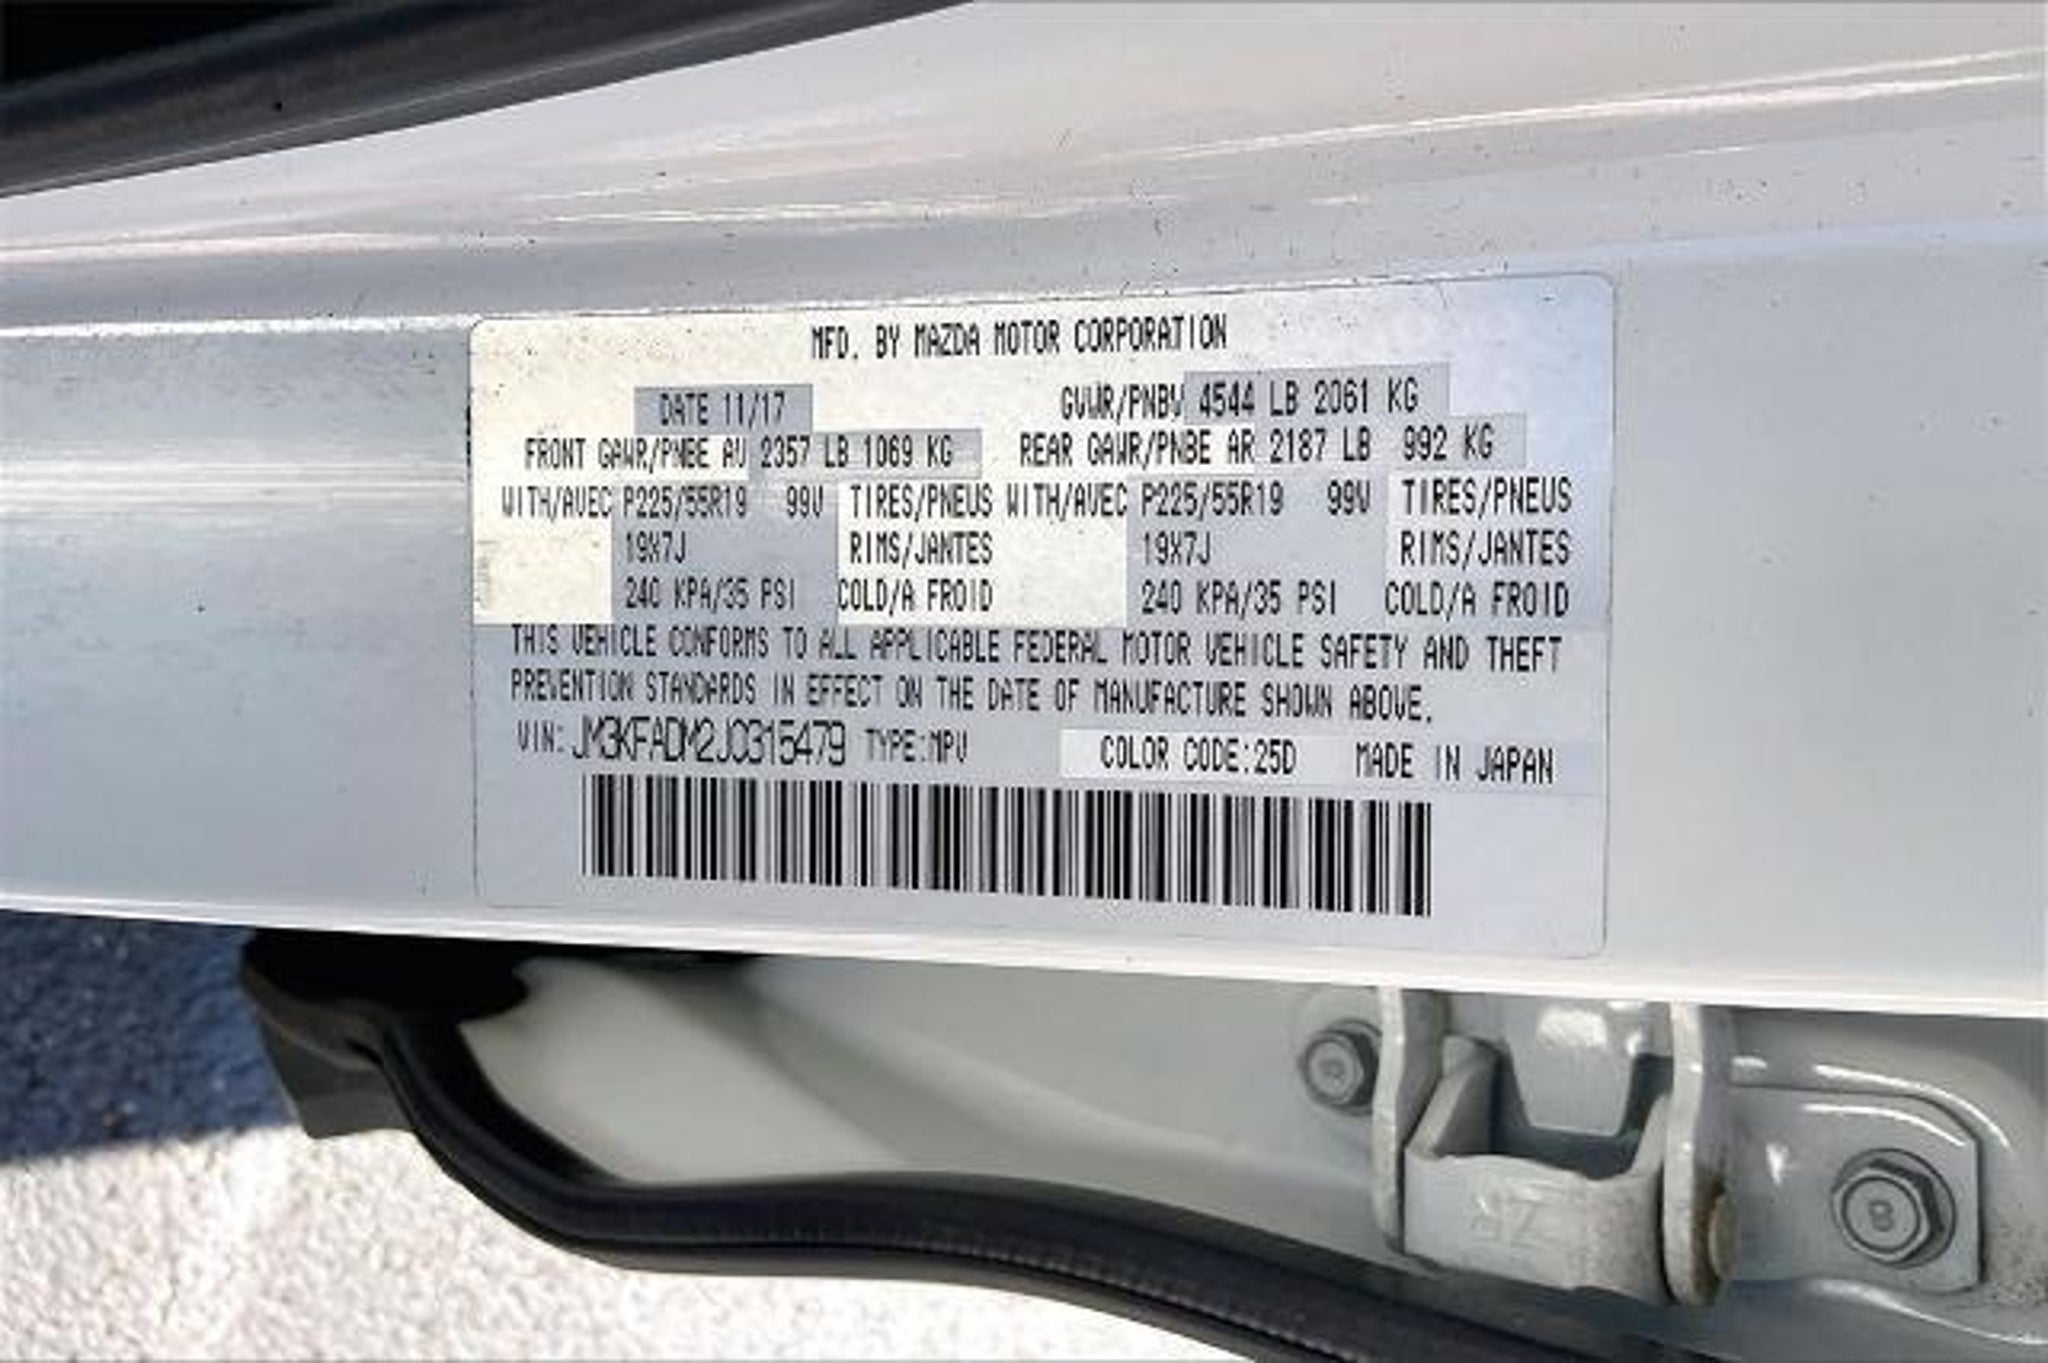 MFD. BY MAZDA MOTOR CORPORATION
DATE 11/17 GVWR/PNBV 4544 LB 2061 KG
FRONT GAWR/PNBE AV 2357 LB 1069 KG REAR GAWR/PNBE AR 2187 LB 992 KG
WITH/AVEC P225/55R19 99V TIRES/PNEUS WITH/AVEC P225/55R19 99V TIRES/PNEUS
19X7J RIMS/JANTES 19X7J RIMS/JANTES
240 KPA/35 PSI COLD/A FROID 240 KPA/35 PSI COLD/A FROID
THIS VEHICLE CONFORMS TO ALL APPLICABLE FEDERAL MOTOR VEHICLE SAFETY AND THEFT
PREVENTION STANDARDS IN EFFECT ON THE DATE OF MANUFACTURE SHOWN ABOVE.
VIN: JM3KFADM2J0315479 TYPE:MPV COLOR CODE:25D MADE IN JAPAN
8